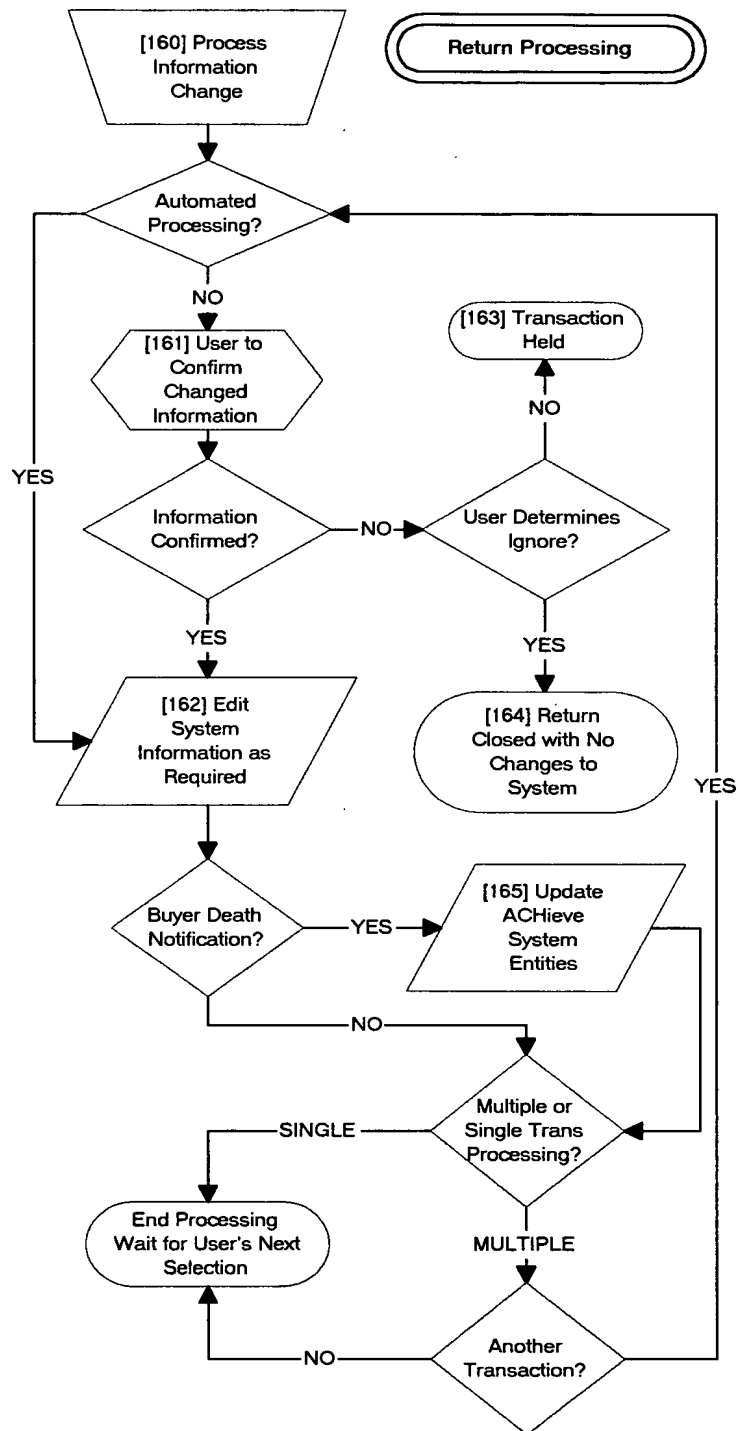 [160] Process
Information
Change
Return Processing
Automated
Processing?
NO
[161] User to
Confirm
Changed
Information
[163] Transaction
Held
NO
YES
Information
Confirmed?
NO
User Determines
Ignore?
YES
YES
[162] Edit
System
Information as
Required
[164] Return
Closed with No
Changes to
System
YES
Buyer Death
Notification?
YES
[165] Update
ACHieve
System
Entities
NO
Multiple or
Single Trans
Processing?
SINGLE
End Processing
Wait for User's Next
Selection
MULTIPLE
Another
Transaction?
NO